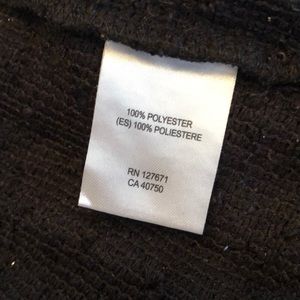 100% POLYESTER
(ES) 100% POLIESTERE
RN 127671
CA 40750